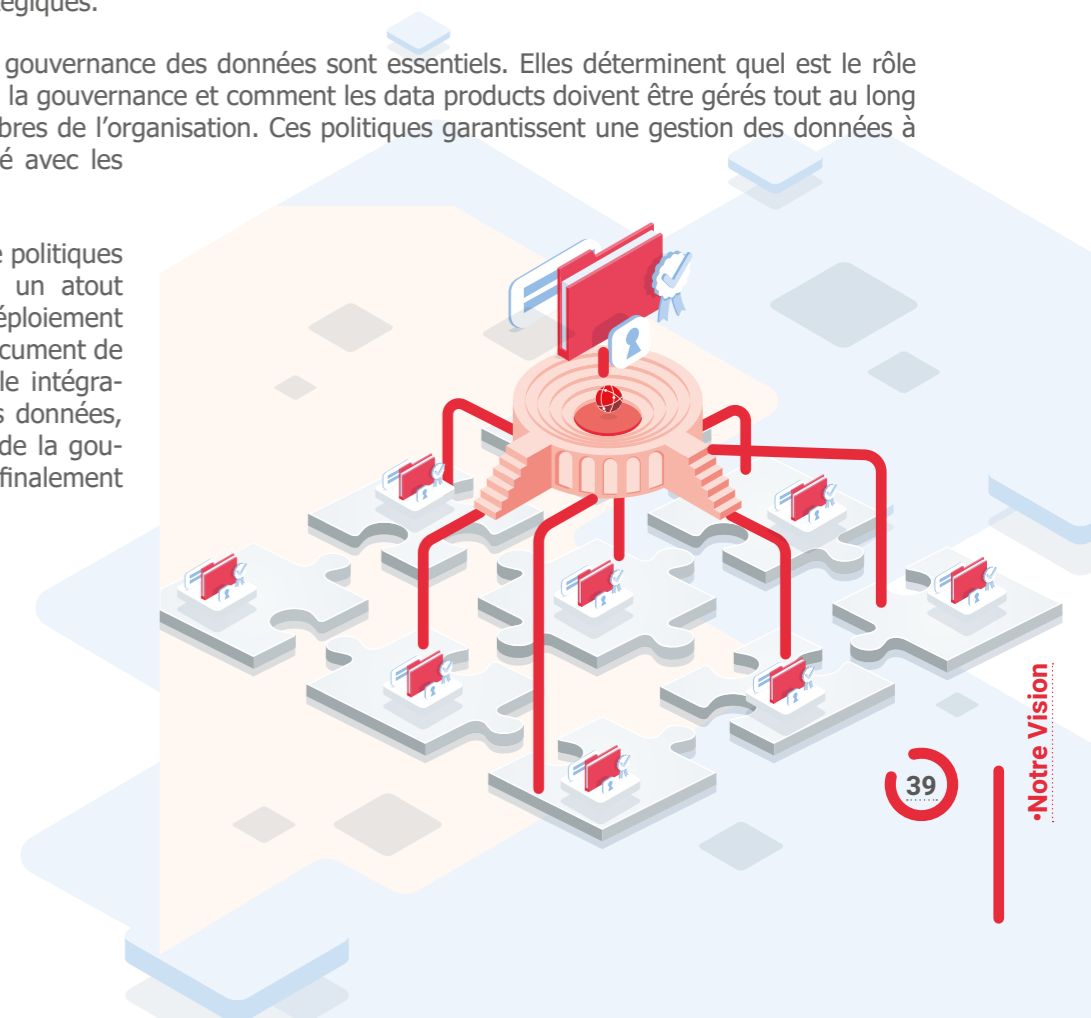 gouvernance des données sont essentiels. Elles déterminent quel est le rôle
la gouvernance et comment les data products doivent être gérés tout au long
bres de l’organisation. Ces politiques garantissent une gestion des données à
é avec les
e politiques
un atout
éploiement
cument de
le intégra-
s données,
de la gou-
finalement
39
•Notre Vision